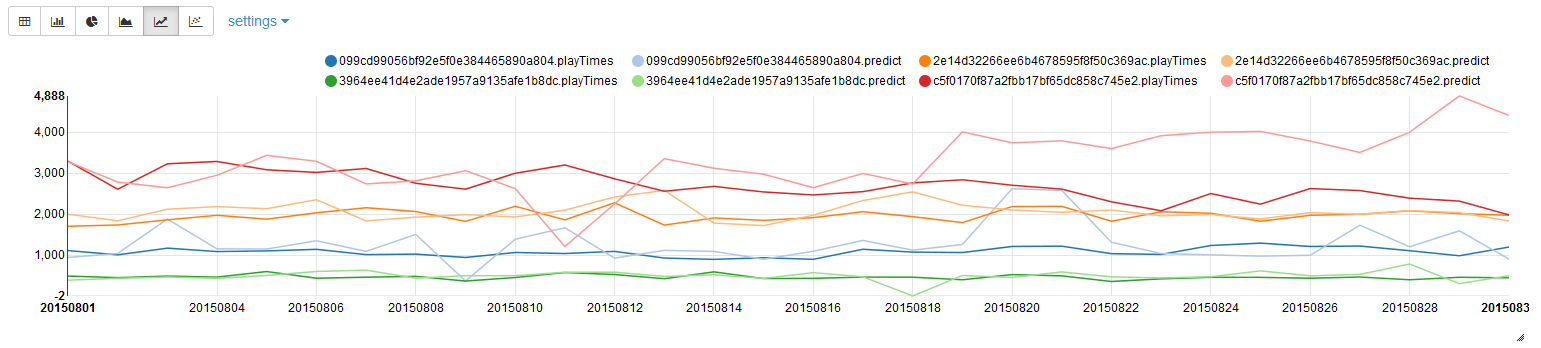 settings
099cd99056bf92e5f0e384465890a804.playTimes 099cd99056bf92e5f0e384465890a804.predict 2e14d32266ee6b4678595f8f50c369ac.playTimes 2e14d32266ee6b4678595f8f50c369ac.predict
3964ee41d4e2ade1957a9135afe1b8dc.playTimes 3964ee41d4e2ade1957a9135afe1b8dc.predict c5f0170f87a2fbb17bf65dc858c745e2.playTimes c5f0170f87a2fbb17bf65dc858c745e2.predict
4,888
4,000
3,000
2,000
1,000
-2
20150801 20150804 20150806 20150808 20150810 20150812 20150814 20150816 20150818 20150820 20150822 20150824 20150826 20150828 2015083